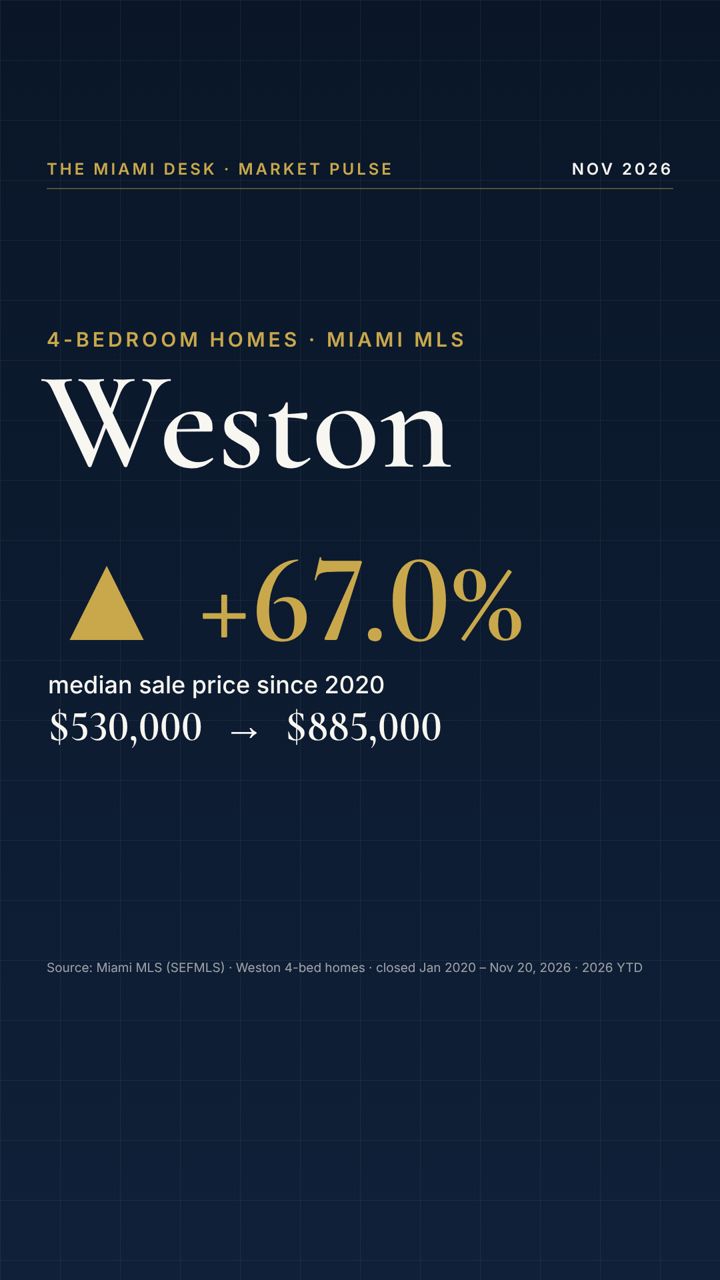 THE MIAMI DESK · MARKET PULSE
NOV 2026
4-BEDROOM HOMES · MIAMI MLS
Weston
▲ +67.0%
median sale price since 2020
$530,000 → $885,000
Source: Miami MLS (SEFMLS) · Weston 4-bed homes · closed Jan 2020 – Nov 20, 2026 · 2026 YTD